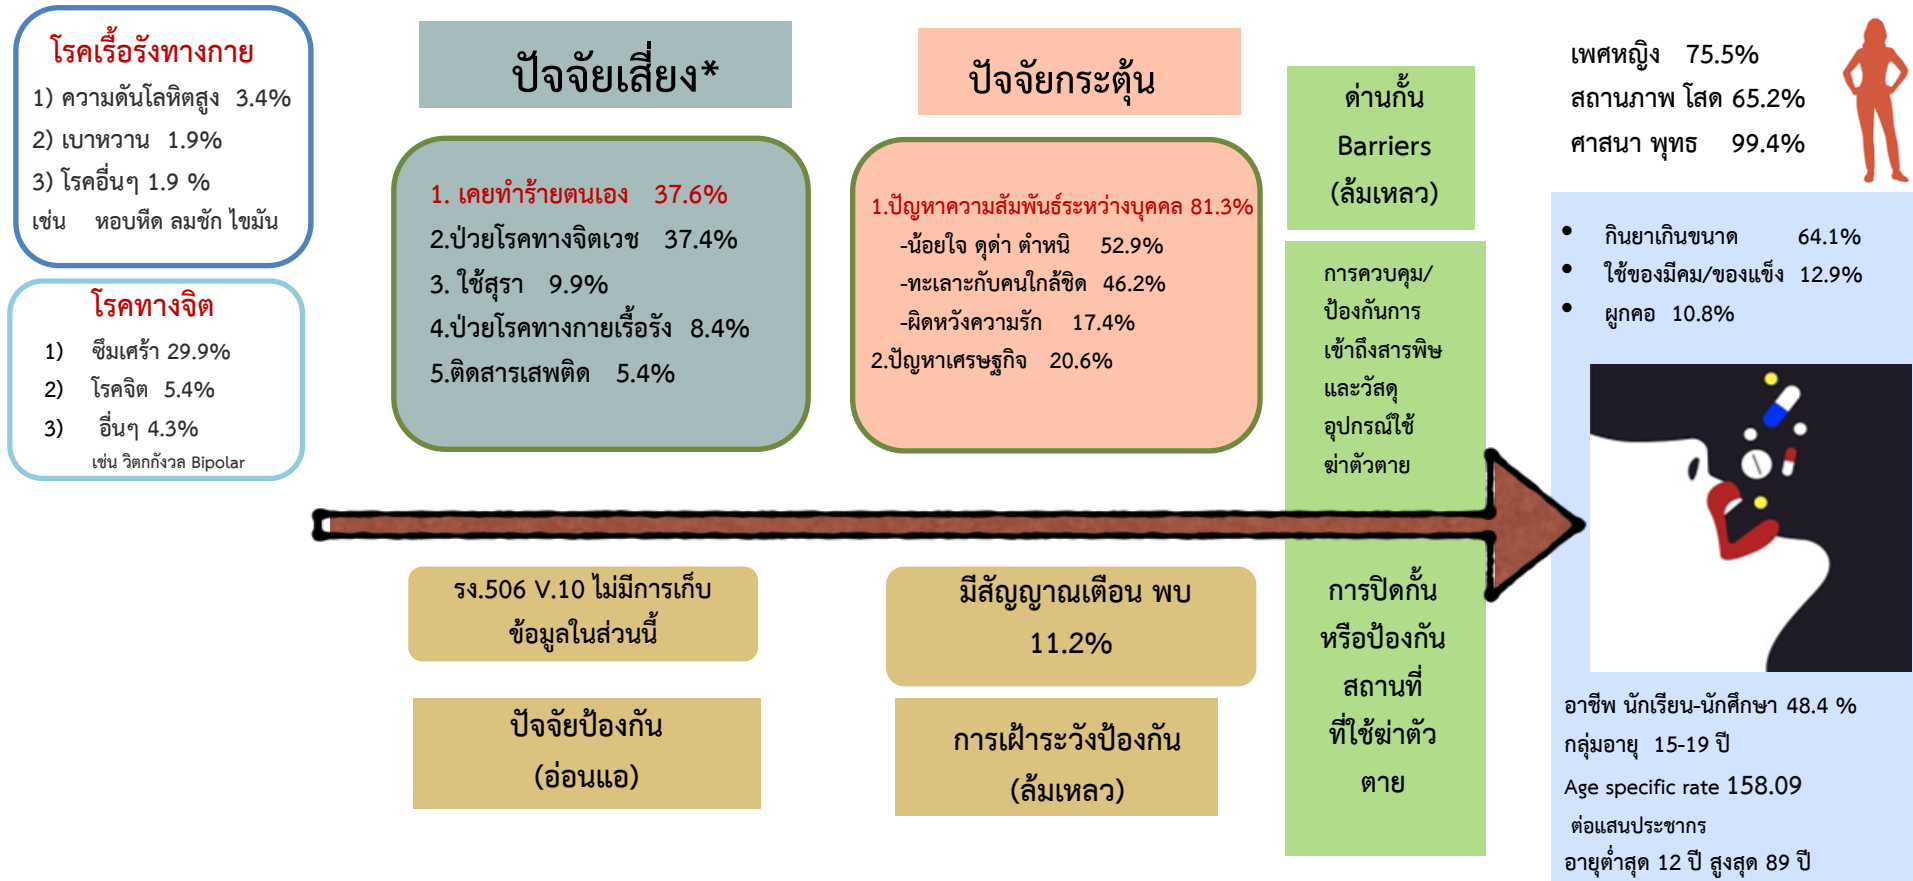 โรคเรื้อรังทางกาย
1) ความดันโลหิตสูง 3.4%
2) เบาหวาน 1.9%
3) โรคอื่นๆ 1.9 %
เช่น หอบหืด ลมชัก ไขมัน
โรคทางจิต
1) ซึมเศร้า 29.9%
2) โรคจิต 5.4%
3) อื่นๆ 4.3%
เช่น วิตกกังวล Bipolar
ปัจจัยเสี่ยง*
1. เคยทำร้ายตนเอง 37.6%
2.ป่วยโรคทางจิตเวช 37.4%
3. ใช้สุรา 9.9%
4.ป่วยโรคทางกายเรื้อรัง 8.4%
5.ติดสารเสพติด 5.4%
ปัจจัยกระตุ้น
1.ปัญหาความสัมพันธ์ระหว่างบุคคล 81.3%
-น้อยใจ ดุด่า ตำหนิ 52.9%
-ทะเลาะกับคนใกล้ชิด 46.2%
-ผิดหวังความรัก 17.4%
2.ปัญหาเศรษฐกิจ 20.6%
ด่านกั้น
Barriers
(ล้มเหลว)
การควบคุม/
ป้องกันการ
เข้าถึงสารพิษ
และวัสดุ
อุปกรณ์ใช้
ฆ่าตัวตาย
การปิดกั้น
หรือป้องกัน
สถานที่
ที่ใช้ฆ่าตัว
ตาย
รง.506 V.10 ไม่มีการเก็บ
ข้อมูลในส่วนนี้
ปัจจัยป้องกัน
(อ่อนแอ)
มีสัญญาณเตือน พบ
11.2%
การเฝ้าระวังป้องกัน
(ล้มเหลว)
เพศหญิง 75.5%
สถานภาพ โสด 65.2%
ศาสนา พุทธ 99.4%
• กินยาเกินขนาด 64.1%
• ใช้ของมีคม/ของแข็ง 12.9%
• ผูกคอ 10.8%
อาชีพ นักเรียน-นักศึกษา 48.4 %
กลุ่มอายุ 15-19 ปี
Age specific rate 158.09
ต่อแสนประชากร
อายุต่ำสุด 12 ปี สูงสุด 89 ปี